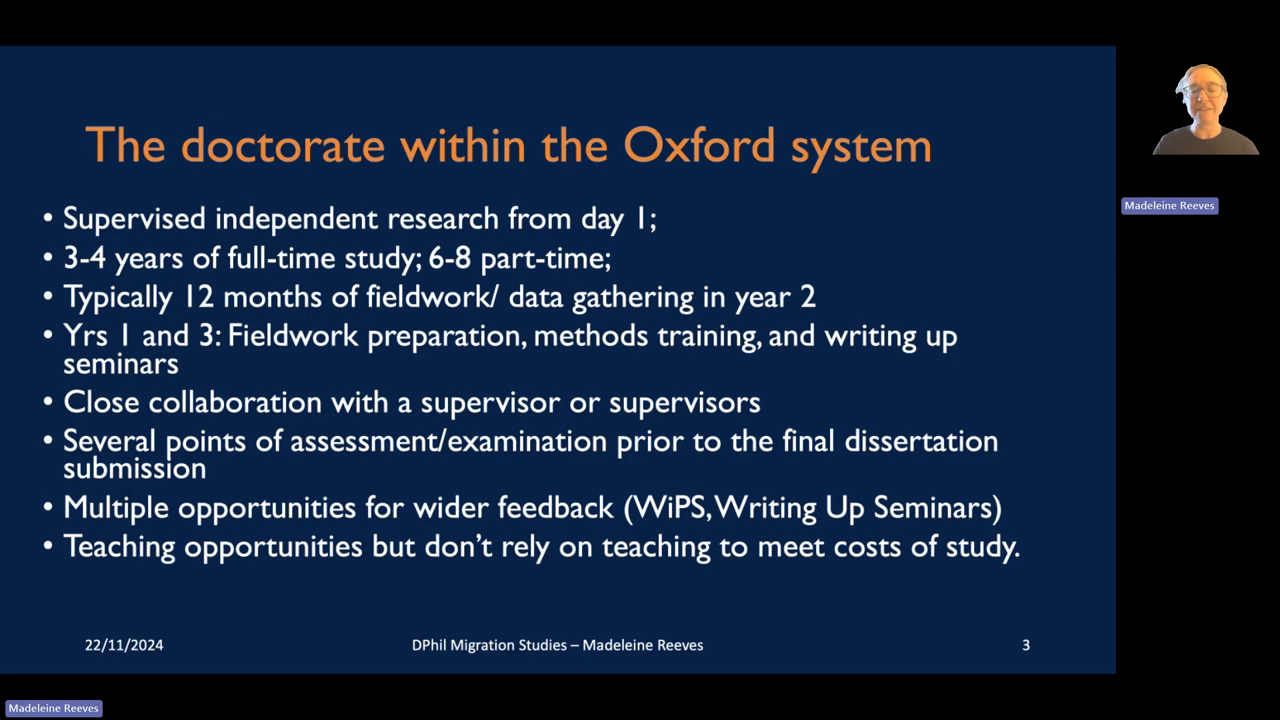 The doctorate within the Oxford system
• Supervised independent research from day 1;
• 3-4 years of full-time study; 6-8 part-time;
• Typically 12 months of fieldwork/ data gathering in year 2
• Yrs 1 and 3: Fieldwork preparation, methods training, and writing up
seminars
• Close collaboration with a supervisor or supervisors
• Several points of assessment/examination prior to the final dissertation
submission
• Multiple opportunities for wider feedback (WiPS, Writing Up Seminars)
• Teaching opportunities but don’t rely on teaching to meet costs of study.
22/11/2024
DPhil Migration Studies – Madeleine Reeves
3
Madeleine Reeves
Madeleine Reeves